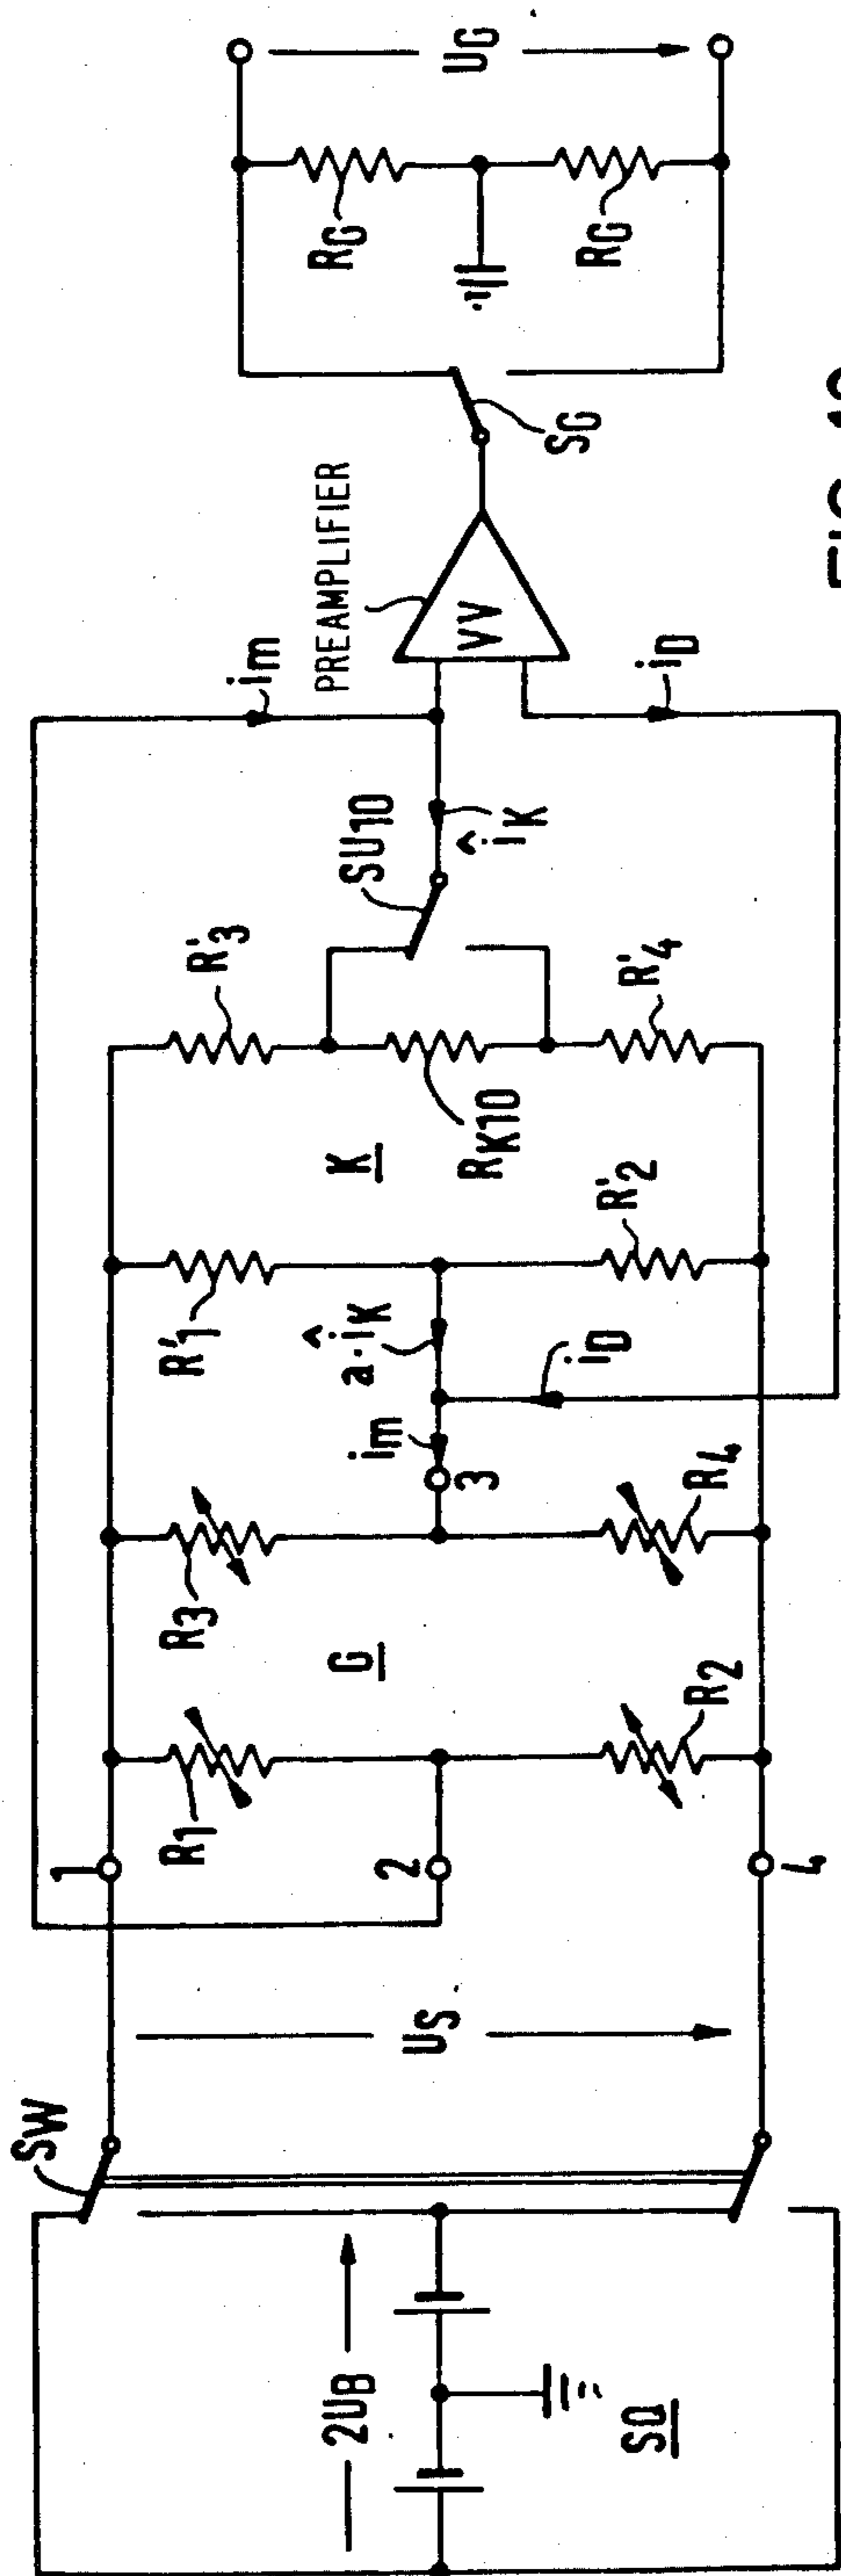 SQ
2UB
SW
US
1
2
4
R1
R2
G
R3
R4
3
im
a·îK
iD
R'1
R'2
K
RK10
R'3
R'4
SU10
îK
im
PREAMPLIFIER
VV
iD
SG
RG
RG
UG